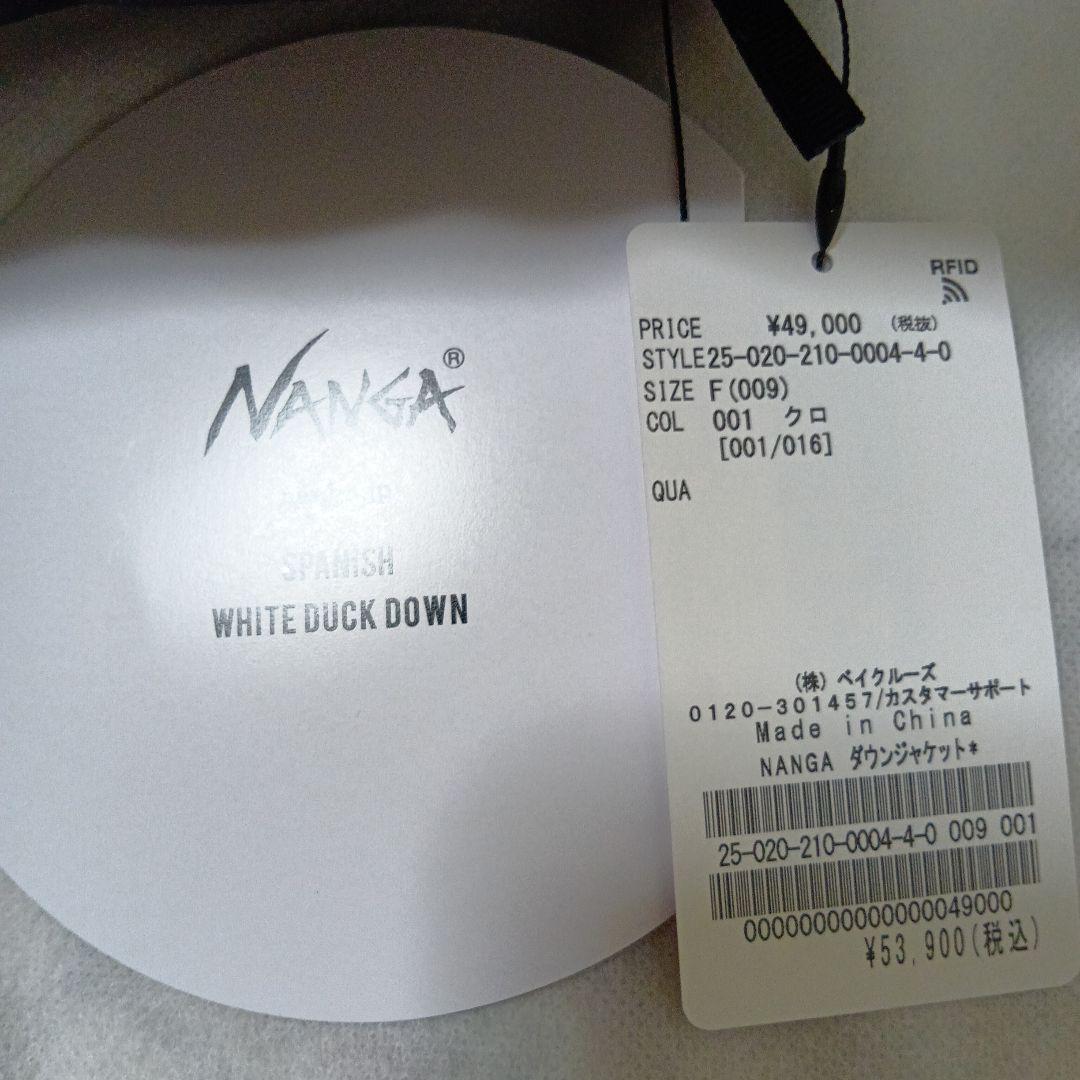 NANGA®
SPANISH
WHITE DUCK DOWN
RFID
PRICE ¥49,000 (税抜)
STYLE25-020-210-0004-4-0
SIZE F(009)
COL 001 クロ
[001/016]
QUA
(株) ベイクルーズ
0120-301457/カスタマーサポート
Made in China
NANGA ダウンジャケット*
25-020-210-0004-4-0 009 001
00000000000000049000
¥53,900(税込)